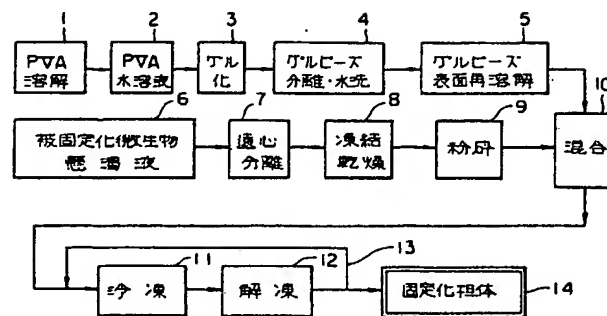 1
2
3
4
5
PVA
溶解
PVA
水溶液
ゲル
化
ゲルビーズ
分離・水洗
ゲルビーズ
表面再溶解
6
7
8
9
10
被固定化微生物
懸濁液
遠心
分離
凍結
乾燥
粉砕
混合
11
12
13
冷凍
解凍
固定化担体
14